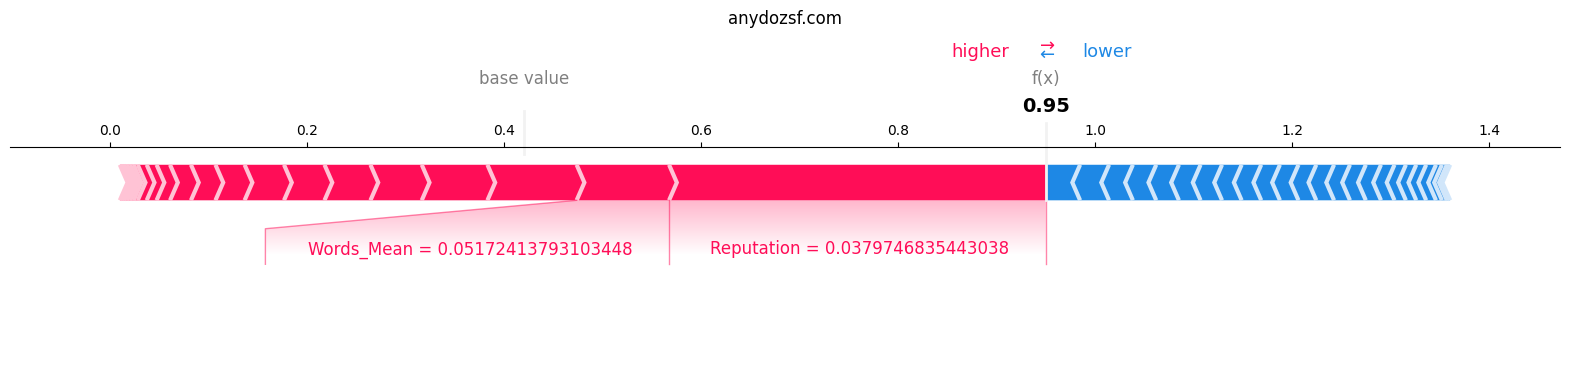 anydozsf.com
higher ⇄ lower
base value f(x)
0.95
0.0 0.2 0.4 0.6 0.8 1.0 1.2 1.4
Words_Mean = 0.05172413793103448 Reputation = 0.0379746835443038